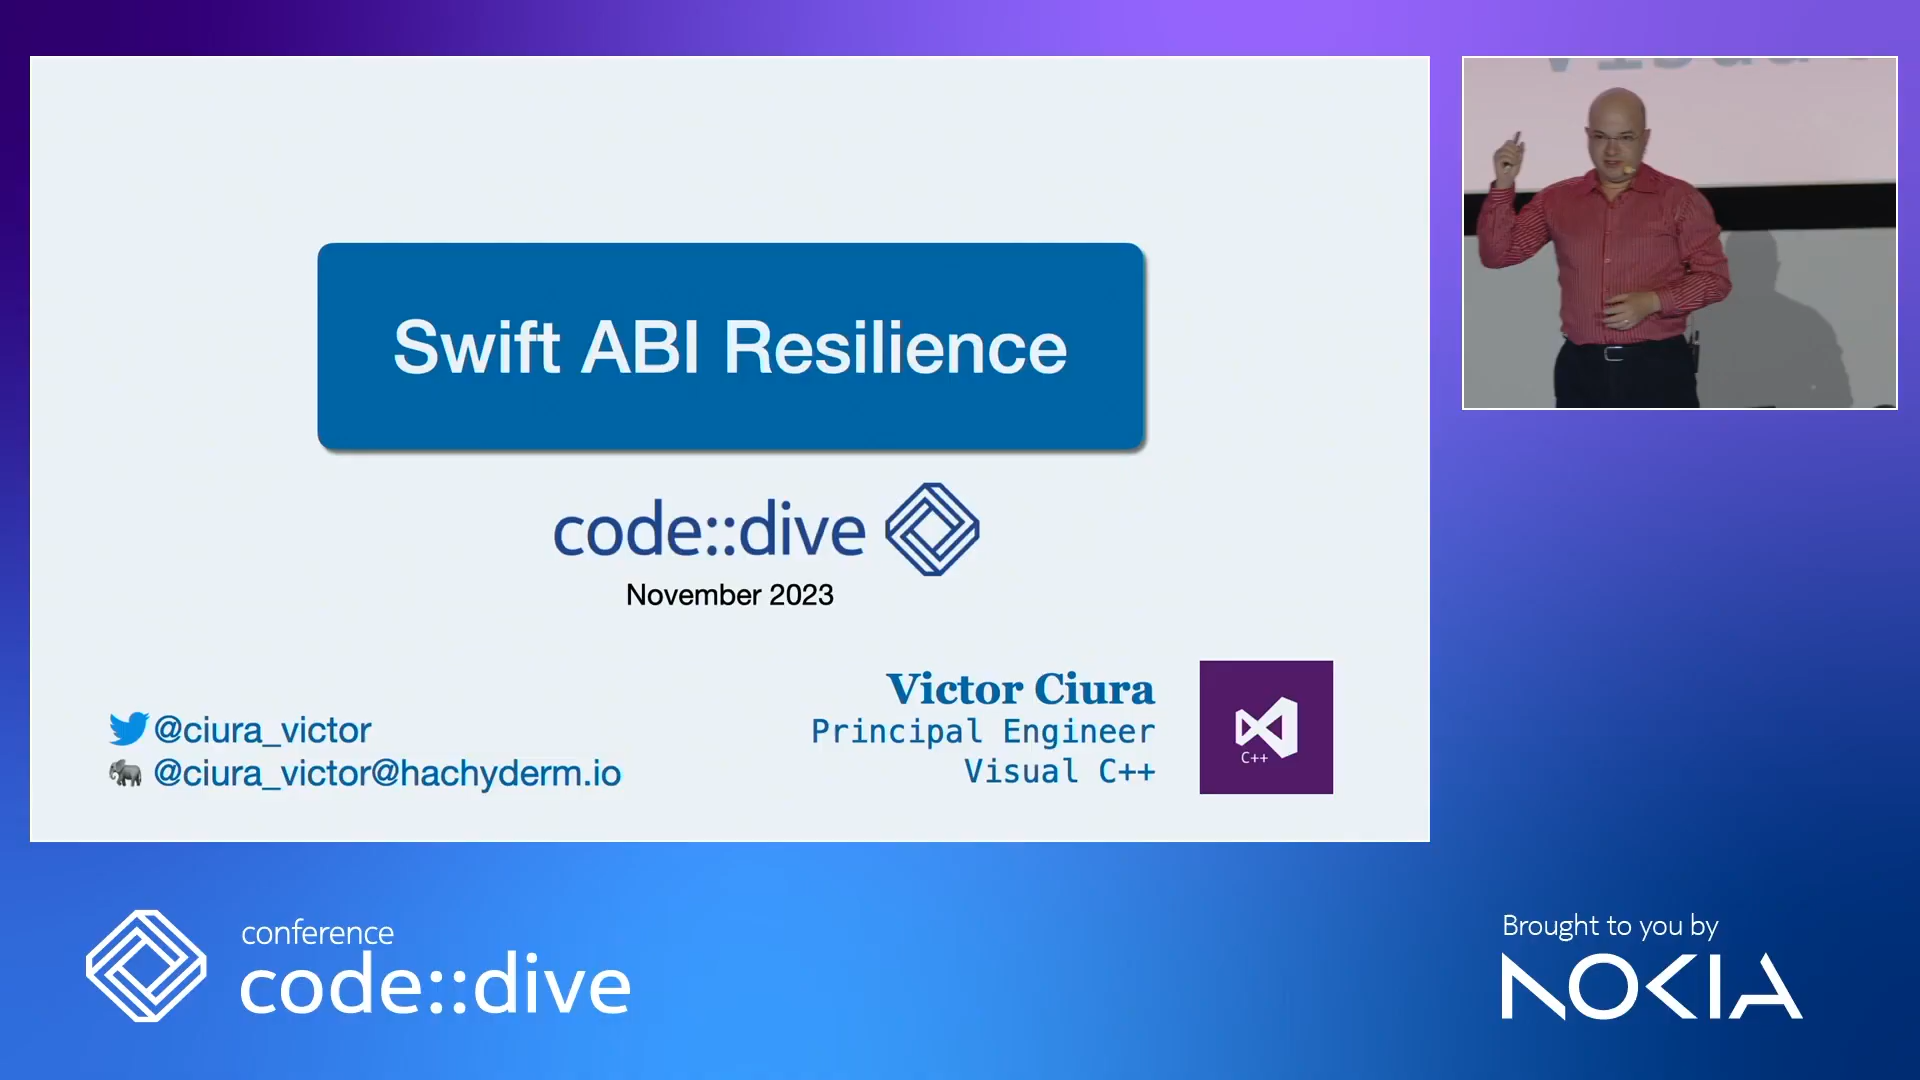 Swift ABI Resilience
code::dive
November 2023
@ciura_victor
@ciura_victor@hachyderm.io
Victor Ciura
Principal Engineer
Visual C++
C++
conference
code::dive
Brought to you by
NOKIA